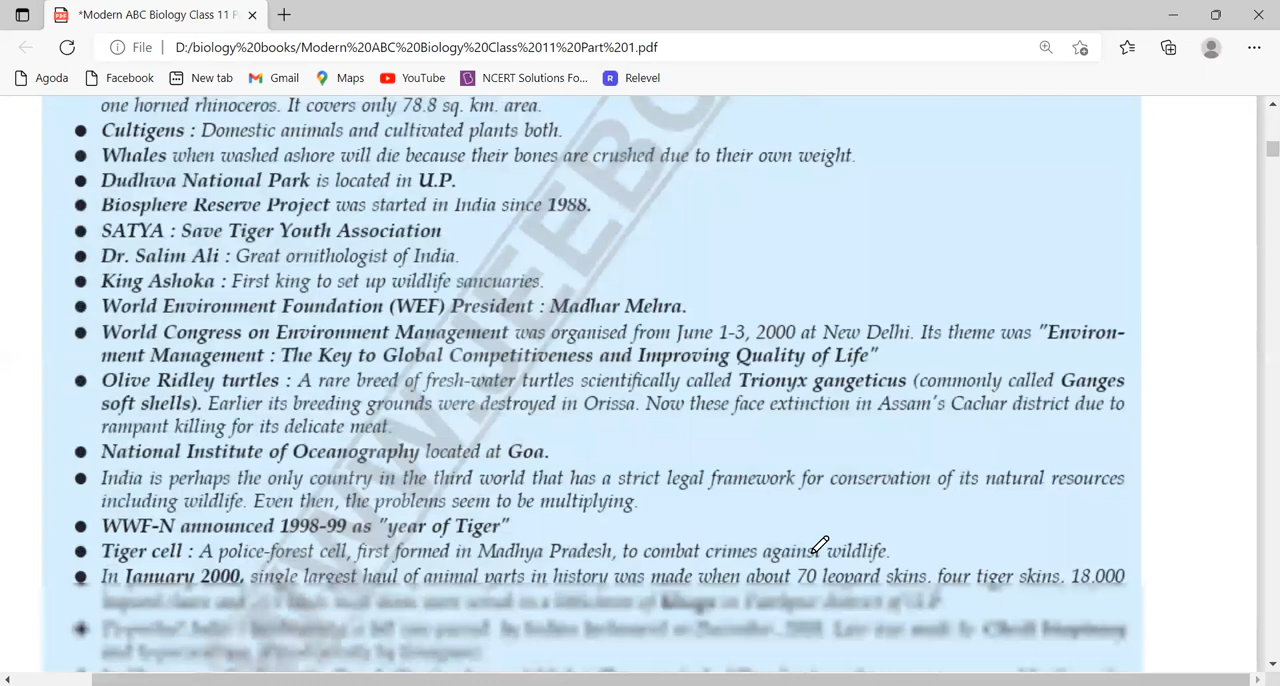 *Modern ABC Biology Class 11 P
File D:/biology%20books/Modern%20ABC%20Biology%20Class%2011%20Part%201.pdf
Agoda Facebook New tab Gmail Maps YouTube NCERT Solutions Fo... Relevel
one horned rhinoceros. It covers only 78.8 sq. km. area.
● Cultigens : Domestic animals and cultivated plants both.
● Whales when washed ashore will die because their bones are crushed due to their own weight.
● Dudhwa National Park is located in U.P.
● Biosphere Reserve Project was started in India since 1988.
● SATYA : Save Tiger Youth Association
● Dr. Salim Ali : Great ornithologist of India.
● King Ashoka : First king to set up wildlife sancuaries.
● World Environment Foundation (WEF) President : Madhar Mehra.
● World Congress on Environment Management was organised from June 1-3, 2000 at New Delhi. Its theme was "Environ-
ment Management : The Key to Global Competitiveness and Improving Quality of Life"
● Olive Ridley turtles : A rare breed of fresh-water turtles scientifically called Trionyx gangeticus (commonly called Ganges
soft shells). Earlier its breeding grounds were destroyed in Orissa. Now these face extinction in Assam's Cachar district due to
rampant killing for its delicate meat.
● National Institute of Oceanography located at Goa.
● India is perhaps the only country in the third world that has a strict legal framework for conservation of its natural resources
including wildlife. Even then, the problems seem to be multiplying.
● WWF-N announced 1998-99 as "year of Tiger"
● Tiger cell : A police-forest cell, first formed in Madhya Pradesh, to combat crimes against wildlife.
● In January 2000, single largest haul of animal parts in history was made when about 70 leopard skins, four tiger skins, 18,000